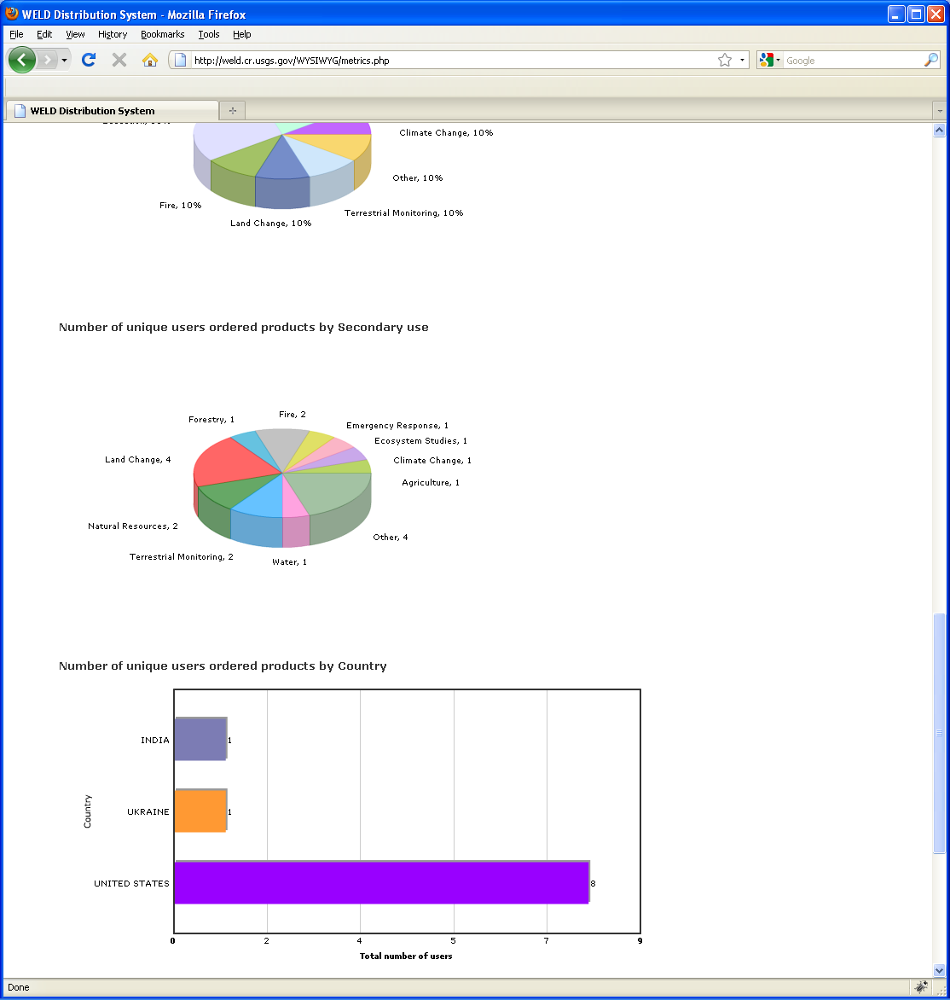 WELD Distribution System - Mozilla Firefox
File Edit View History Bookmarks Tools Help
http://weld.cr.usgs.gov/WYSIWYG/metrics.php
Google
WELD Distribution System
Climate Change, 10%
Other, 10%
Fire, 10%
Terrestrial Monitoring, 10%
Land Change, 10%
Number of unique users ordered products by Secondary use
Fire, 2
Forestry, 1
Emergency Response, 1
Ecosystem Studies, 1
Land Change, 4
Climate Change, 1
Agriculture, 1
Natural Resources, 2
Other, 4
Terrestrial Monitoring, 2
Water, 1
Number of unique users ordered products by Country
INDIA
1
Country
UKRAINE
1
UNITED STATES
8
0 2 4 5 7 9
Total number of users
Done